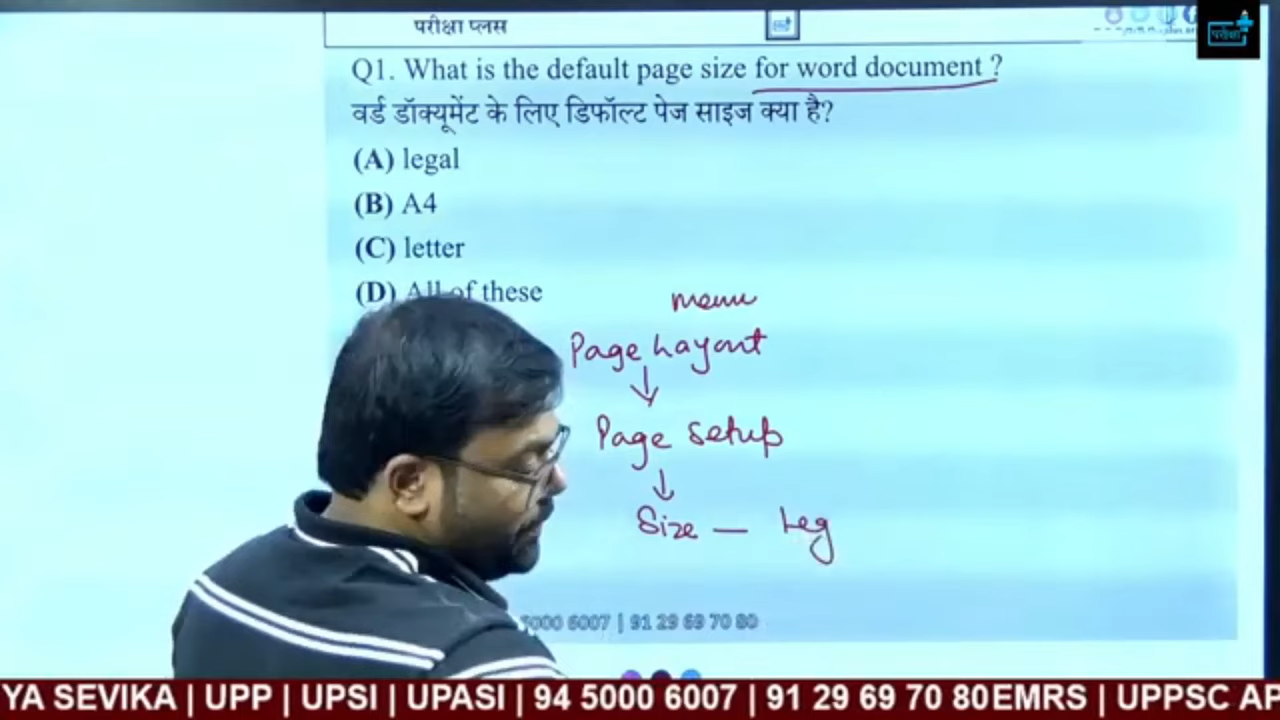 परीक्षा प्लस
परीक्षा
Q1. What is the default page size for word document ?
वर्ड डॉक्यूमेंट के लिए डिफॉल्ट पेज साइज क्या है?
(A) legal
(B) A4
(C) letter
(D) All of these
menu
Page Layout
↓
Page Setup
↓
Size — Leg
000 6007 | 91 29 69 70 80
YA SEVIKA | UPP | UPSI | UPASI | 94 5000 6007 | 91 29 69 70 80EMRS | UPPSC AP